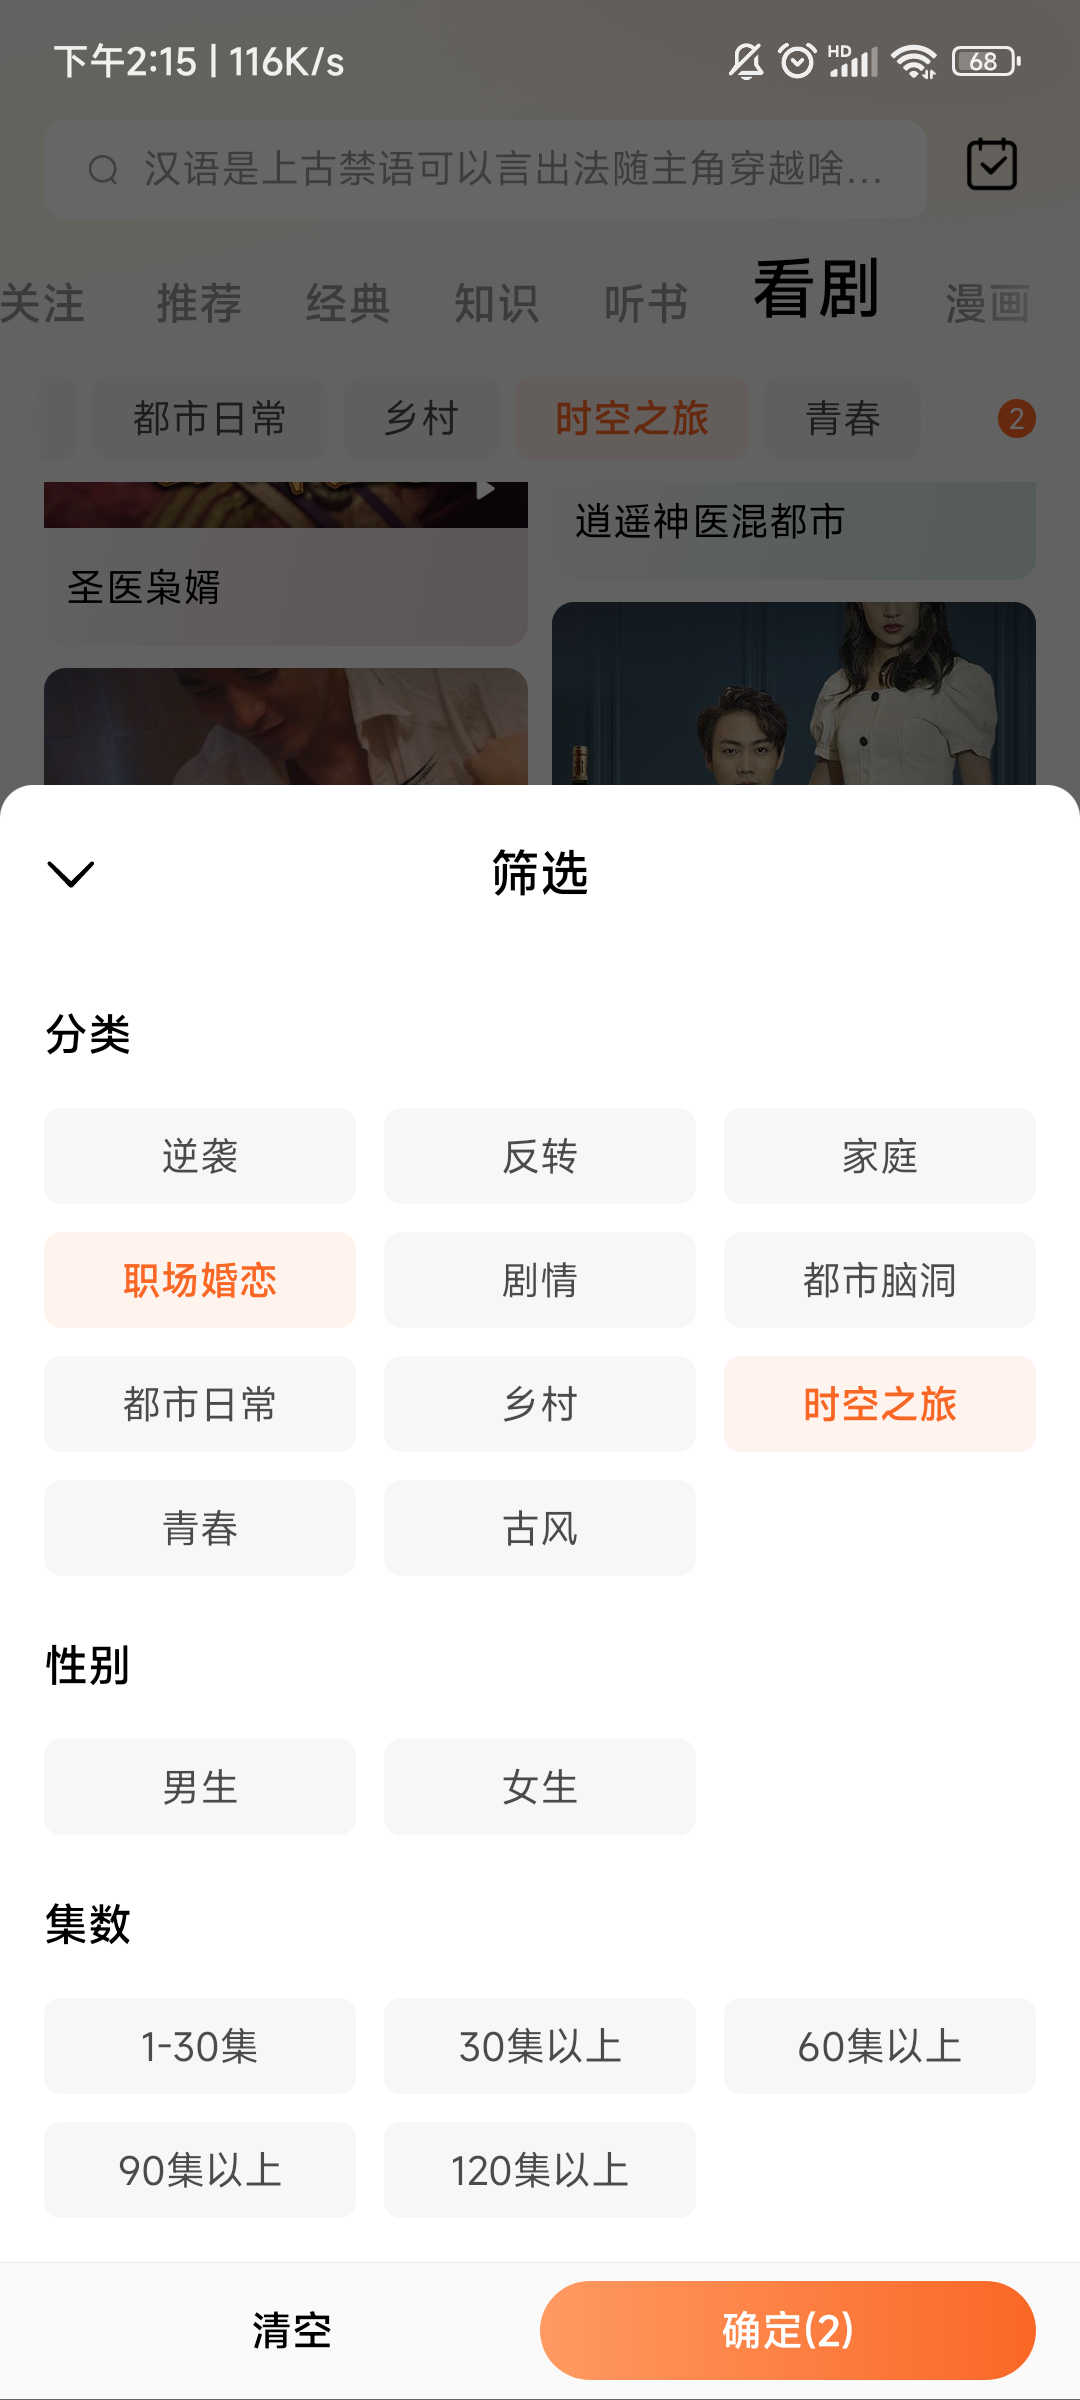 下午2:15 | 116K/s
HD
68
汉语是上古禁语可以言出法随主角穿越啥...
关注 推荐 经典 知识 听书 看剧 漫画
都市日常 乡村 时空之旅 青春 2
逍遥神医混都市
圣医枭婿
筛选
分类
逆袭 反转 家庭
职场婚恋 剧情 都市脑洞
都市日常 乡村 时空之旅
青春 古风
性别
男生 女生
集数
1-30集 30集以上 60集以上
90集以上 120集以上
清空 确定(2)